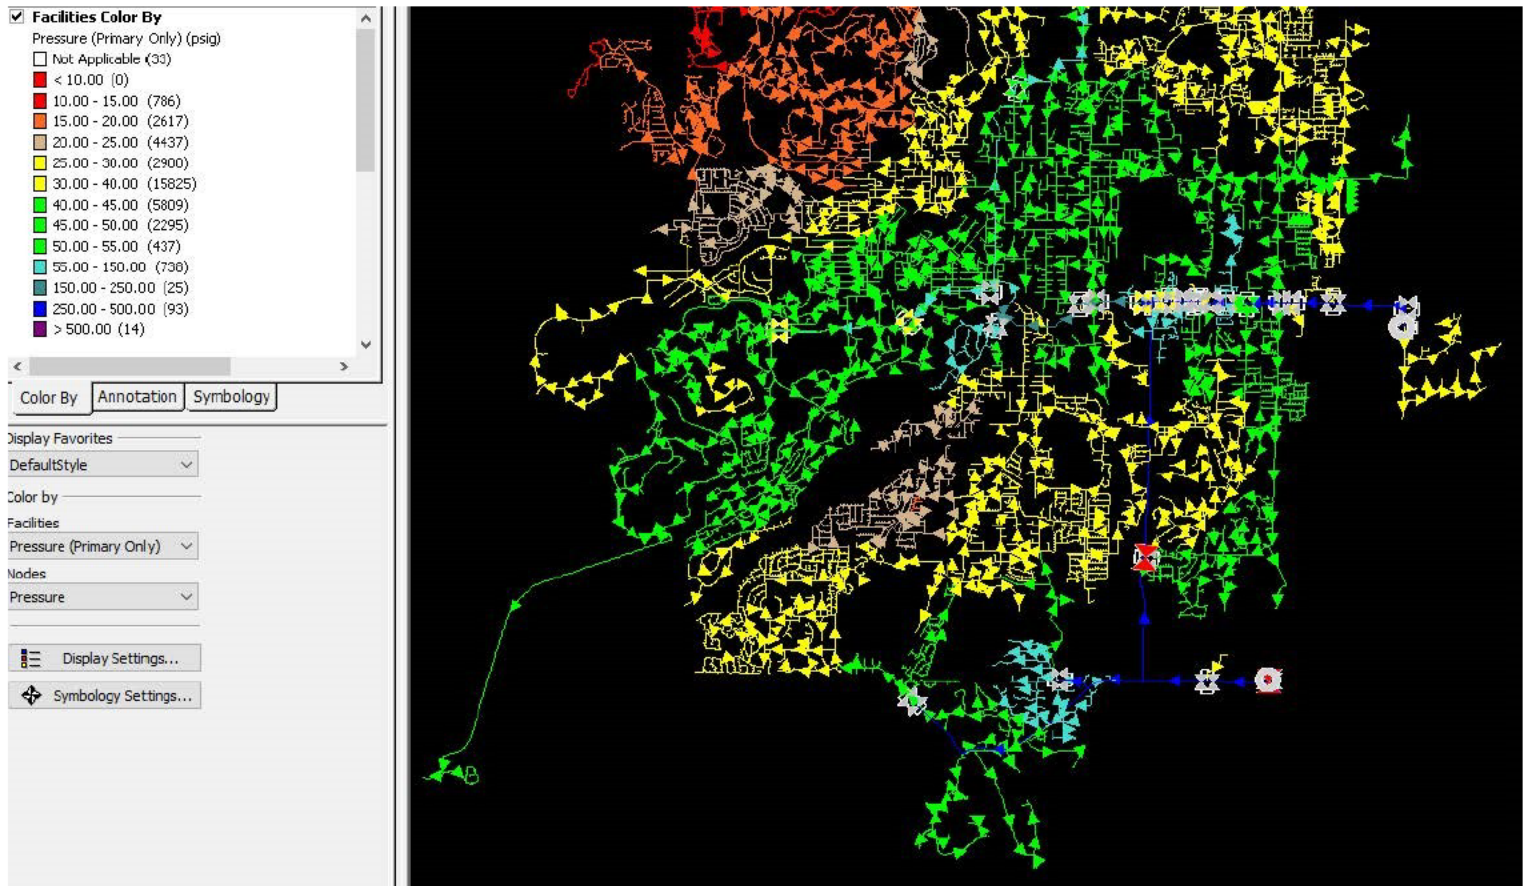 Facilities Color By
Pressure (Primary Only) (psig)
Not Applicable (33)
< 10.00 (0)
10.00 - 15.00 (786)
15.00 - 20.00 (2617)
20.00 - 25.00 (4437)
25.00 - 30.00 (2900)
30.00 - 40.00 (15825)
40.00 - 45.00 (5809)
45.00 - 50.00 (2295)
50.00 - 55.00 (437)
55.00 - 150.00 (736)
150.00 - 250.00 (25)
250.00 - 500.00 (93)
> 500.00 (14)
Color By Annotation Symbology
Display Favorites
DefaultStyle
Color by
Facilities
Pressure (Primary Only)
Nodes
Pressure
Display Settings...
Symbology Settings...